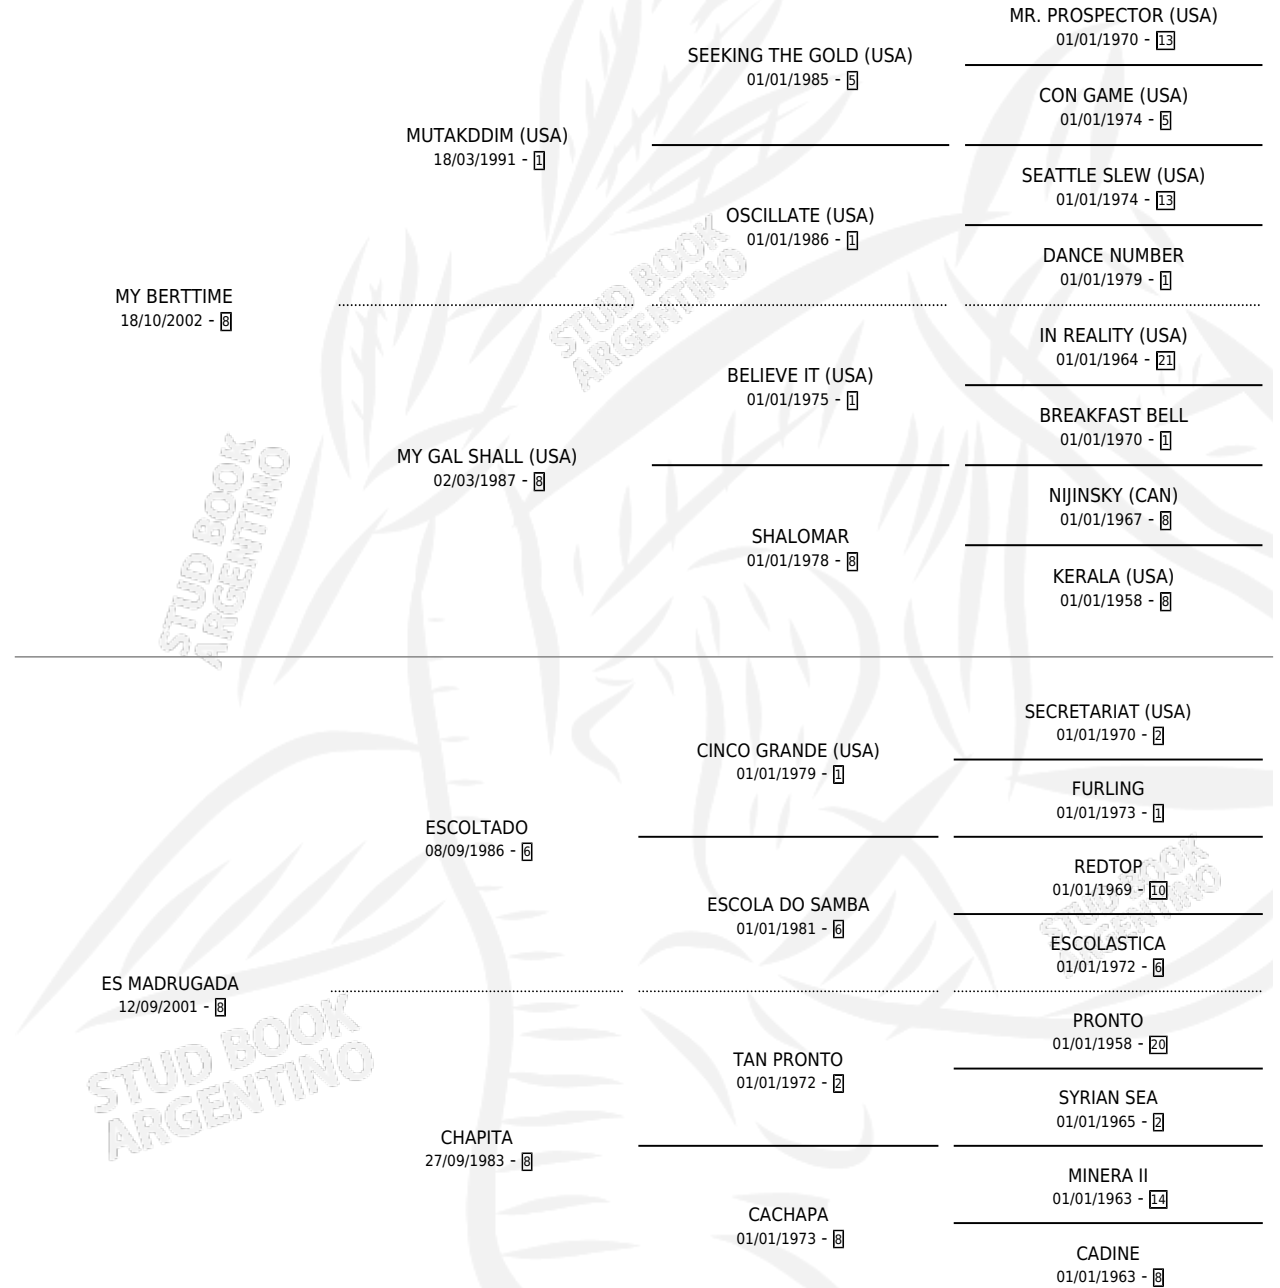 MR. PROSPECTOR (USA)
01/01/1970 - 13
SEEKING THE GOLD (USA)
01/01/1985 - 5
CON GAME (USA)
01/01/1974 - 5
MUTAKDDIM (USA)
18/03/1991 - 1
SEATTLE SLEW (USA)
01/01/1974 - 13
OSCILLATE (USA)
01/01/1986 - 1
DANCE NUMBER
01/01/1979 - 1
MY BERTTIME
18/10/2002 - 8
STUD BOOK
ARGENTINO
IN REALITY (USA)
01/01/1964 - 21
BELIEVE IT (USA)
01/01/1975 - 1
BREAKFAST BELL
01/01/1970 - 1
MY GAL SHALL (USA)
02/03/1987 - 8
NIJINSKY (CAN)
01/01/1967 - 8
SHALOMAR
01/01/1978 - 8
KERALA (USA)
01/01/1958 - 8
STUD BOOK
ARGENTINO
SECRETARIAT (USA)
01/01/1970 - 2
CINCO GRANDE (USA)
01/01/1979 - 1
FURLING
01/01/1973 - 1
ESCOLTADO
08/09/1986 - 6
REDTOP
01/01/1969 - 10
ESCOLA DO SAMBA
01/01/1981 - 6
STUD BOOK
ARGENTINO
ESCOLASTICA
01/01/1972 - 6
ES MADRUGADA
12/09/2001 - 8
STUD BOOK
ARGENTINO
PRONTO
01/01/1958 - 20
TAN PRONTO
01/01/1972 - 2
SYRIAN SEA
01/01/1965 - 2
CHAPITA
27/09/1983 - 8
MINERA II
01/01/1963 - 14
CACHAPA
01/01/1973 - 8
CADINE
01/01/1963 - 8